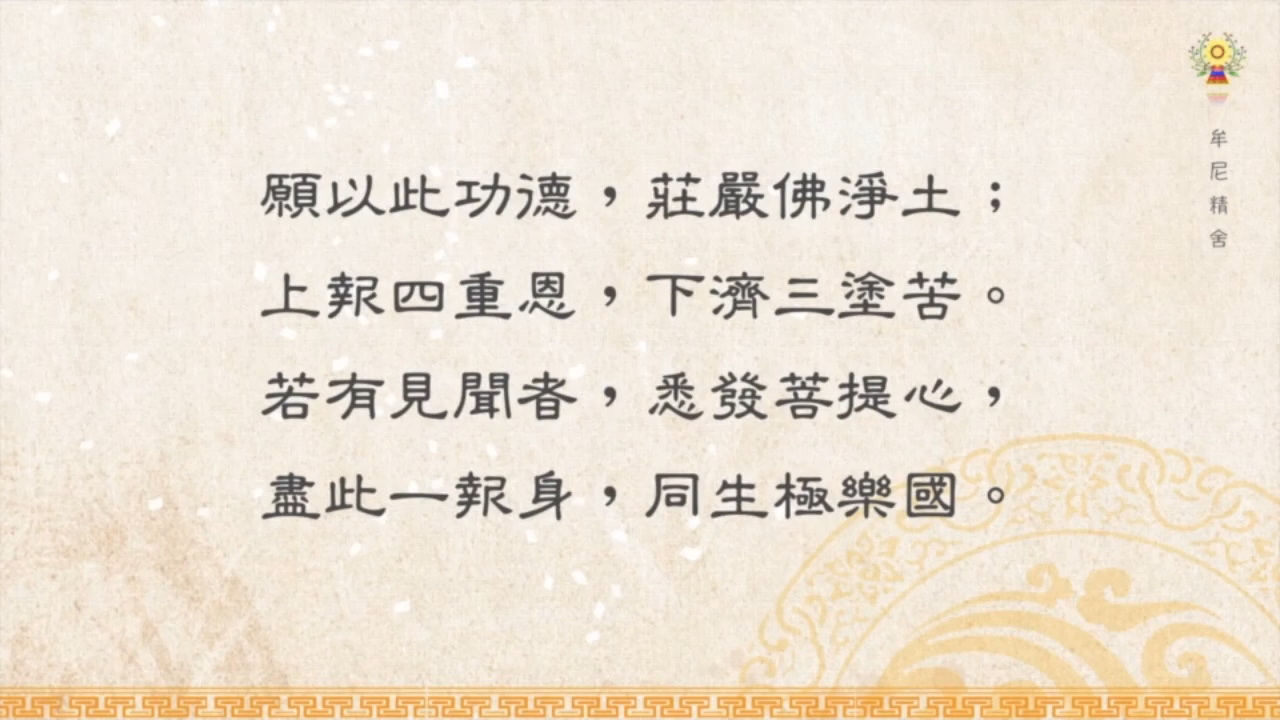 願以此功德，莊嚴佛淨土；
上報四重恩，下濟三塗苦。
若有見聞者，悉發菩提心，
盡此一報身，同生極樂國。
牟尼精舍